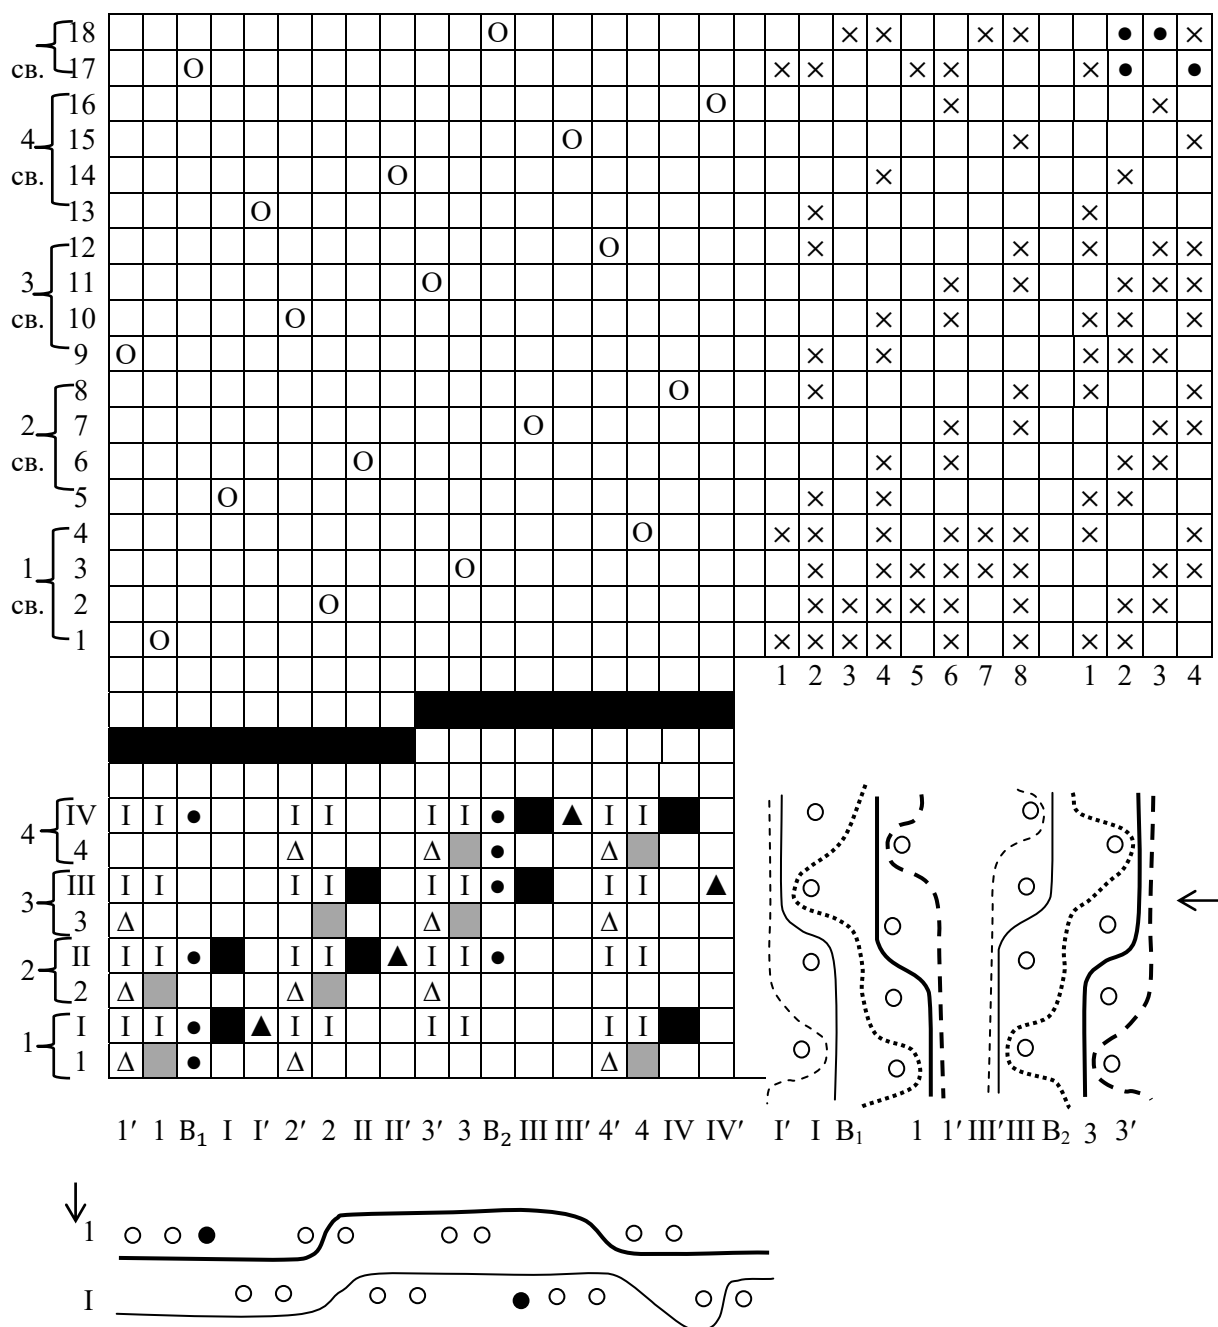 18
св. 17
16
4 15
св. 14
13
12
3 11
св. 10
9
8
2 7
св. 6
5
4
1 3
св. 2
1
1 2 3 4 5 6 7 8 1 2 3 4
IV I I I I I I I I
4 4
III I I I I I I I I
3 3
II I I I I I I I I
2 2
I I I I I I I I I
1 1
1′ 1 B₁ I I′ 2′ 2 II II′ 3′ 3 B₂ III III′ 4′ 4 IV IV′ I′ I B₁ 1 1′ III′ III B₂ 3 3′
1
I